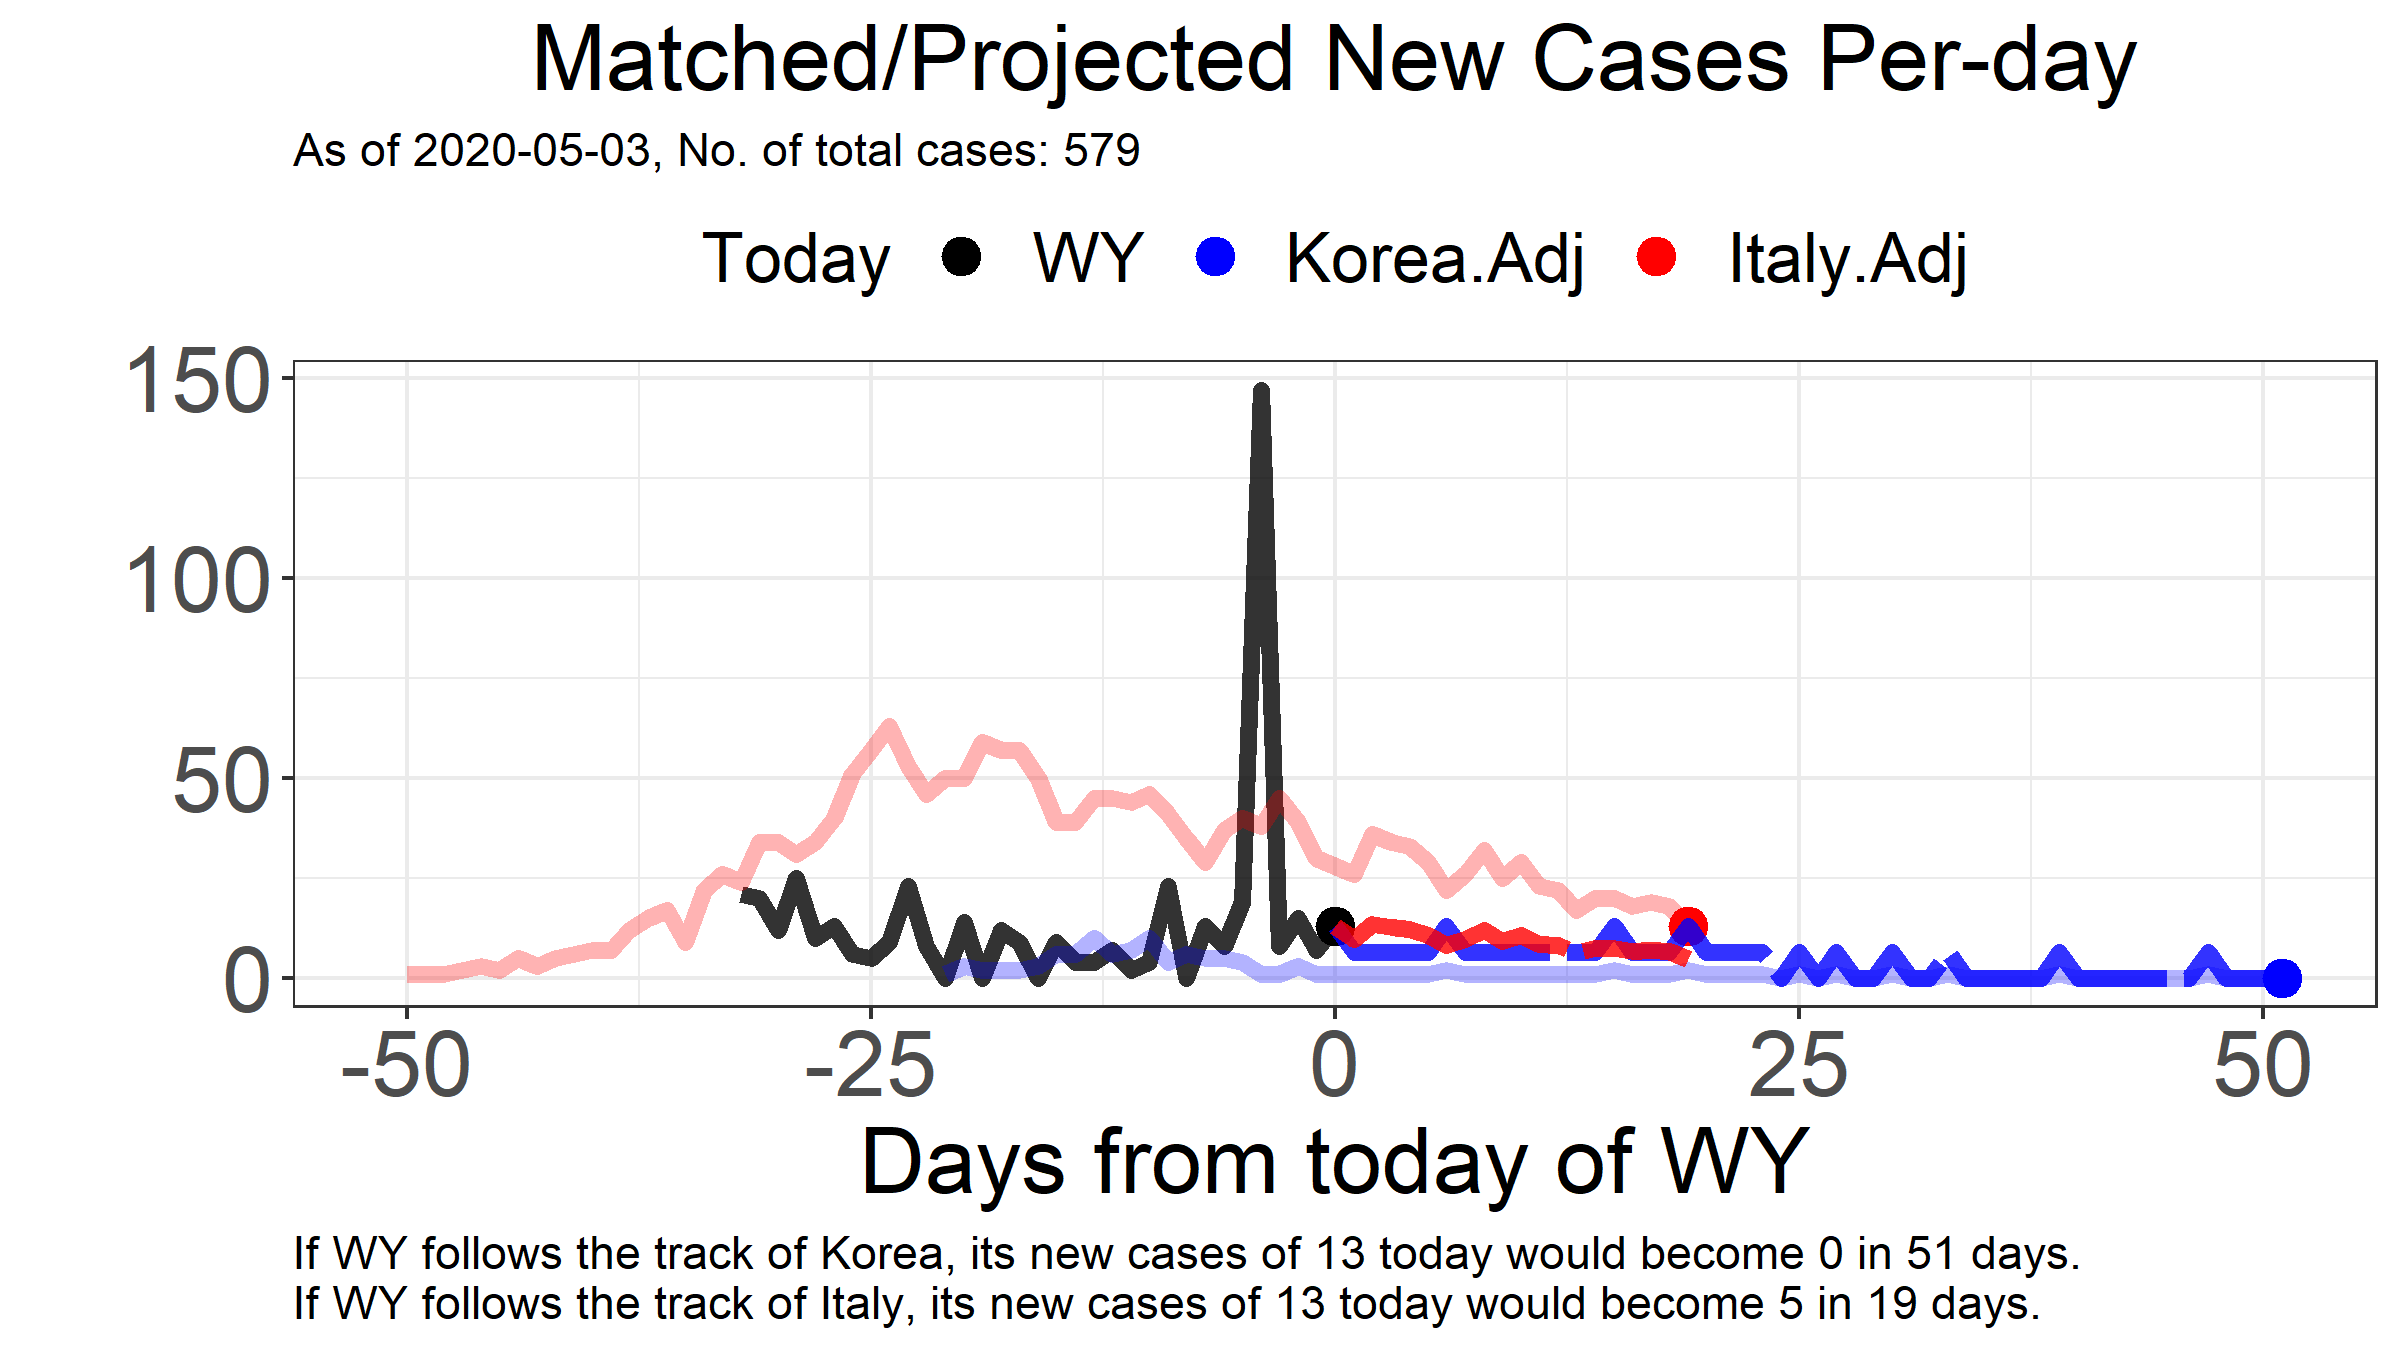 Matched/Projected New Cases Per-day
As of 2020-05-03, No. of total cases: 579
Today WY Korea.Adj Italy.Adj
150
100
50
0
-50 -25 0 25 50
Days from today of WY
If WY follows the track of Korea, its new cases of 13 today would become 0 in 51 days.
If WY follows the track of Italy, its new cases of 13 today would become 5 in 19 days.